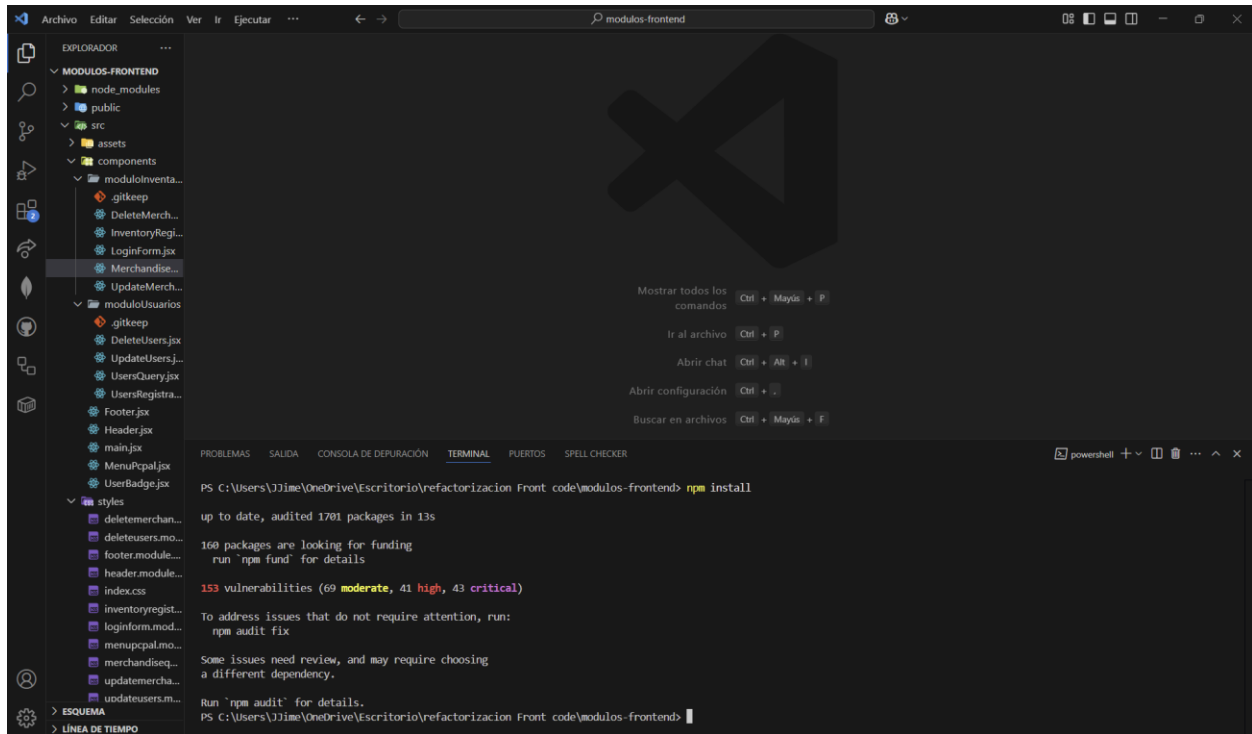 Archivo Editar Selección Ver Ir Ejecutar ··· modulos-frontend
EXPLORADOR ···
MODULOS-FRONTEND
node_modules
public
src
assets
components
moduloInventa...
.gitkeep
DeleteMerch...
InventoryRegi...
LoginForm.jsx
Merchandise...
UpdateMerch...
moduloUsuarios
.gitkeep
DeleteUsers.jsx
UpdateUsers.j...
UsersQuery.jsx
UsersRegistra...
Footer.jsx
Header.jsx
main.jsx
MenuPcpal.jsx
UserBadge.jsx
styles
deletemerchan...
deleteusers.mo...
footer.module....
header.module...
index.css
inventoryregist...
loginform.mod...
menupcpal.mo...
merchandiseq...
updatemercha...
updateusers.m...
ESQUEMA
LÍNEA DE TIEMPO
2
Mostrar todos los
comandos Ctrl + Mayús + P
Ir al archivo Ctrl + P
Abrir chat Ctrl + Alt + I
Abrir configuración Ctrl + ,
Buscar en archivos Ctrl + Mayús + F
PROBLEMAS SALIDA CONSOLA DE DEPURACIÓN TERMINAL PUERTOS SPELL CHECKER powershell
PS C:\Users\JJime\OneDrive\Escritorio\refactorizacion Front code\modulos-frontend> npm install
up to date, audited 1701 packages in 13s
160 packages are looking for funding
run `npm fund` for details
153 vulnerabilities (69 moderate, 41 high, 43 critical)
To address issues that do not require attention, run:
npm audit fix
Some issues need review, and may require choosing
a different dependency.
Run `npm audit` for details.
PS C:\Users\JJime\OneDrive\Escritorio\refactorizacion Front code\modulos-frontend>